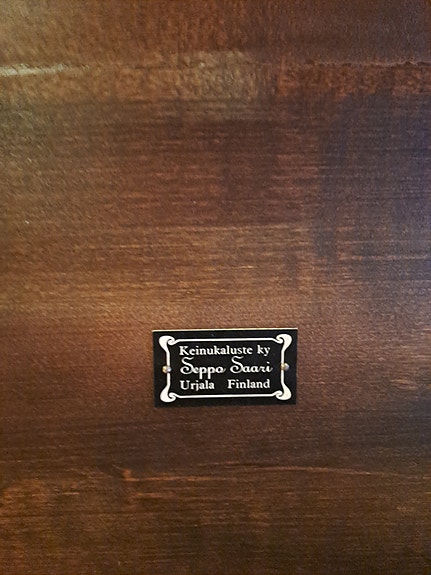 Keinukaluste ky
Seppo Saari
Urjala Finland